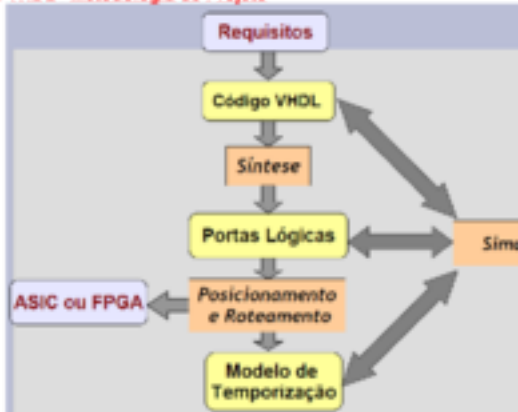 Requisitos
Código VHDL
Síntese
Portas Lógicas
ASIC ou FPGA
Posicionamento
e Roteamento
Modelo de
Temporização